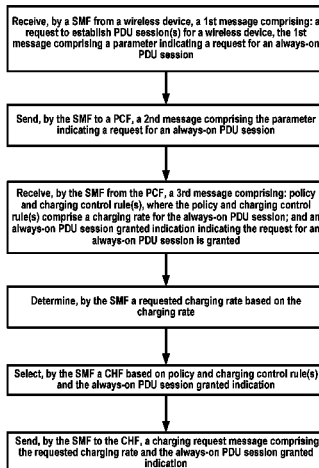 Receive, by a SMF from a wireless device, a 1st message comprising: a
request to establish PDU session(s) for a wireless device, the 1st
message comprising a parameter indicating a request for an always-on
PDU session
Send, by the SMF to a PCF, a 2nd message comprising the parameter
indicating a request for an always-on PDU session
Receive, by the SMF from the PCF, a 3rd message comprising: policy
and charging control rule(s), where the policy and charging control
rule(s) comprise a charging rate for the always-on PDU session; and an
always-on PDU session granted indication indicating the request for an
always-on PDU session is granted
Determine, by the SMF a requested charging rate based on the
charging rate
Select, by the SMF a CHF based on policy and charging control rule(s)
and the always-on PDU session granted indication
Send, by the SMF to the CHF, a charging request message comprising
the requested charging rate and the always-on PDU session granted
indication